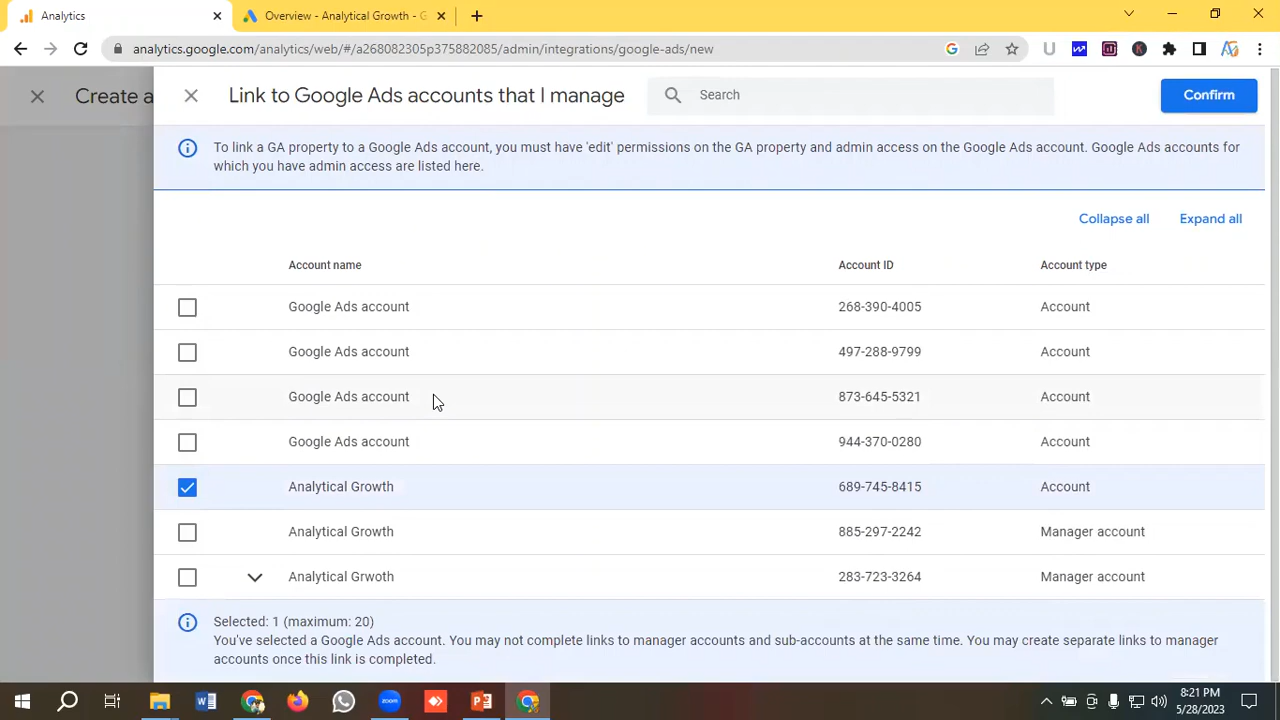 Analytics
Overview - Analytical Growth - G
analytics.google.com/analytics/web/#/a268082305p375882085/admin/integrations/google-ads/new
Create a
Link to Google Ads accounts that I manage
Search
Confirm
To link a GA property to a Google Ads account, you must have 'edit' permissions on the GA property and admin access on the Google Ads account. Google Ads accounts for
which you have admin access are listed here.
Collapse all Expand all
Account name Account ID Account type
Google Ads account 268-390-4005 Account
Google Ads account 497-288-9799 Account
Google Ads account 873-645-5321 Account
Google Ads account 944-370-0280 Account
Analytical Growth 689-745-8415 Account
Analytical Growth 885-297-2242 Manager account
Analytical Grwoth 283-723-3264 Manager account
Selected: 1 (maximum: 20)
You've selected a Google Ads account. You may not complete links to manager accounts and sub-accounts at the same time. You may create separate links to manager
accounts once this link is completed.
zoom
8:21 PM
5/28/2023